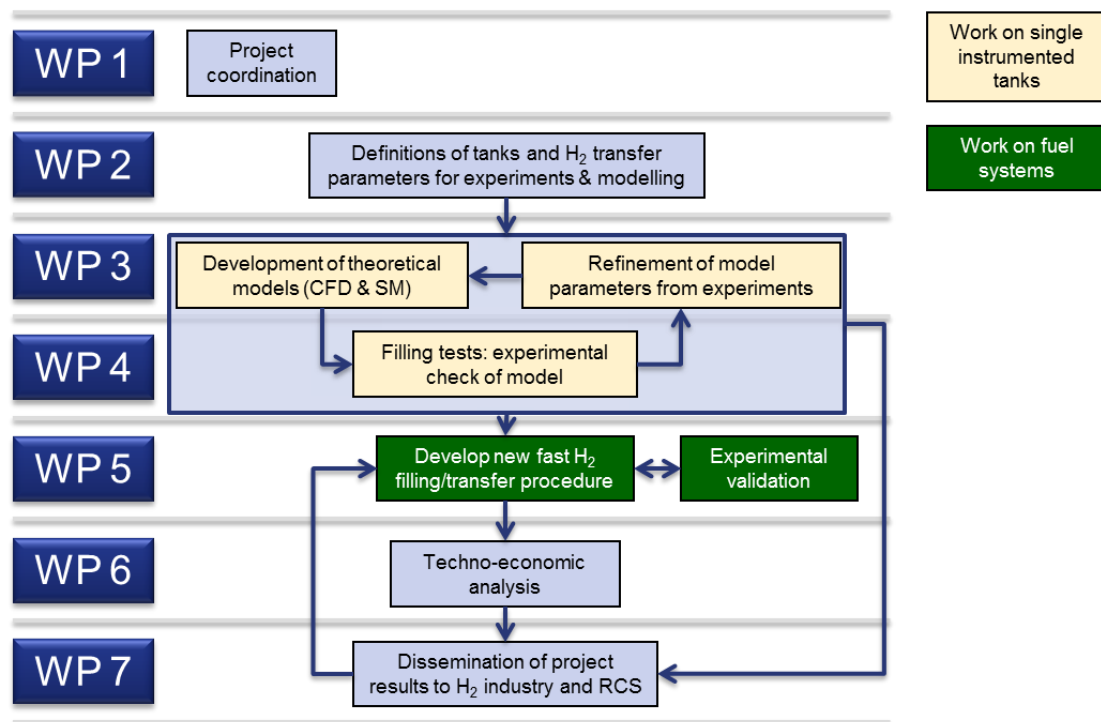 WP 1
Project
coordination
Work on single
instrumented
tanks
WP 2
Definitions of tanks and H₂ transfer
parameters for experiments & modelling
Work on fuel
systems
WP 3
Development of theoretical
models (CFD & SM)
Refinement of model
parameters from experiments
WP 4
Filling tests: experimental
check of model
WP 5
Develop new fast H₂
filling/transfer procedure
Experimental
validation
WP 6
Techno-economic
analysis
WP 7
Dissemination of project
results to H₂ industry and RCS